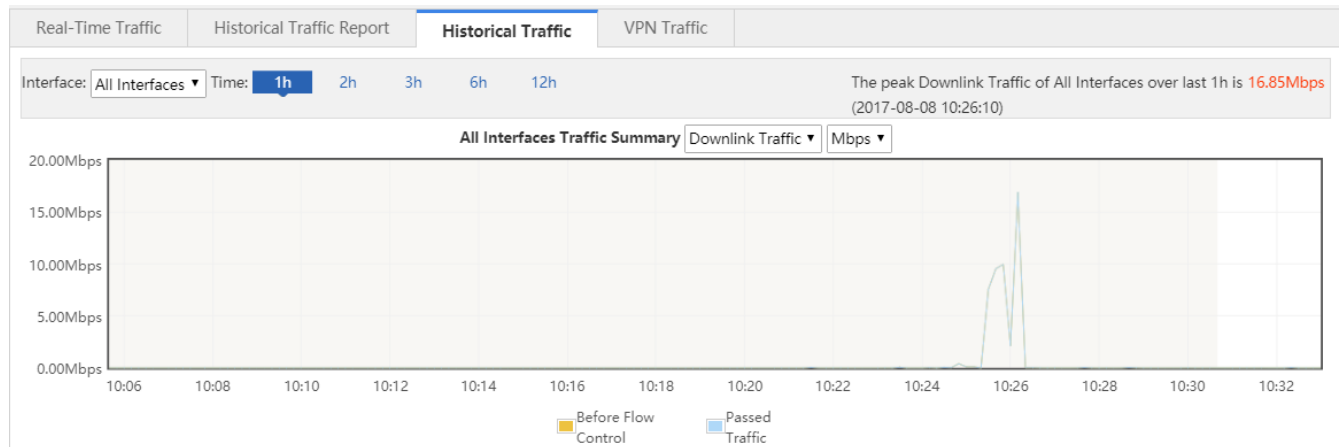 Real-Time Traffic Historical Traffic Report Historical Traffic VPN Traffic
Interface: All Interfaces Time: 1h 2h 3h 6h 12h The peak Downlink Traffic of All Interfaces over last 1h is 16.85Mbps
(2017-08-08 10:26:10)
All Interfaces Traffic Summary Downlink Traffic Mbps
20.00Mbps
15.00Mbps
10.00Mbps
5.00Mbps
0.00Mbps
10:06 10:08 10:10 10:12 10:14 10:16 10:18 10:20 10:22 10:24 10:26 10:28 10:30 10:32
Before Flow Passed
Control Traffic